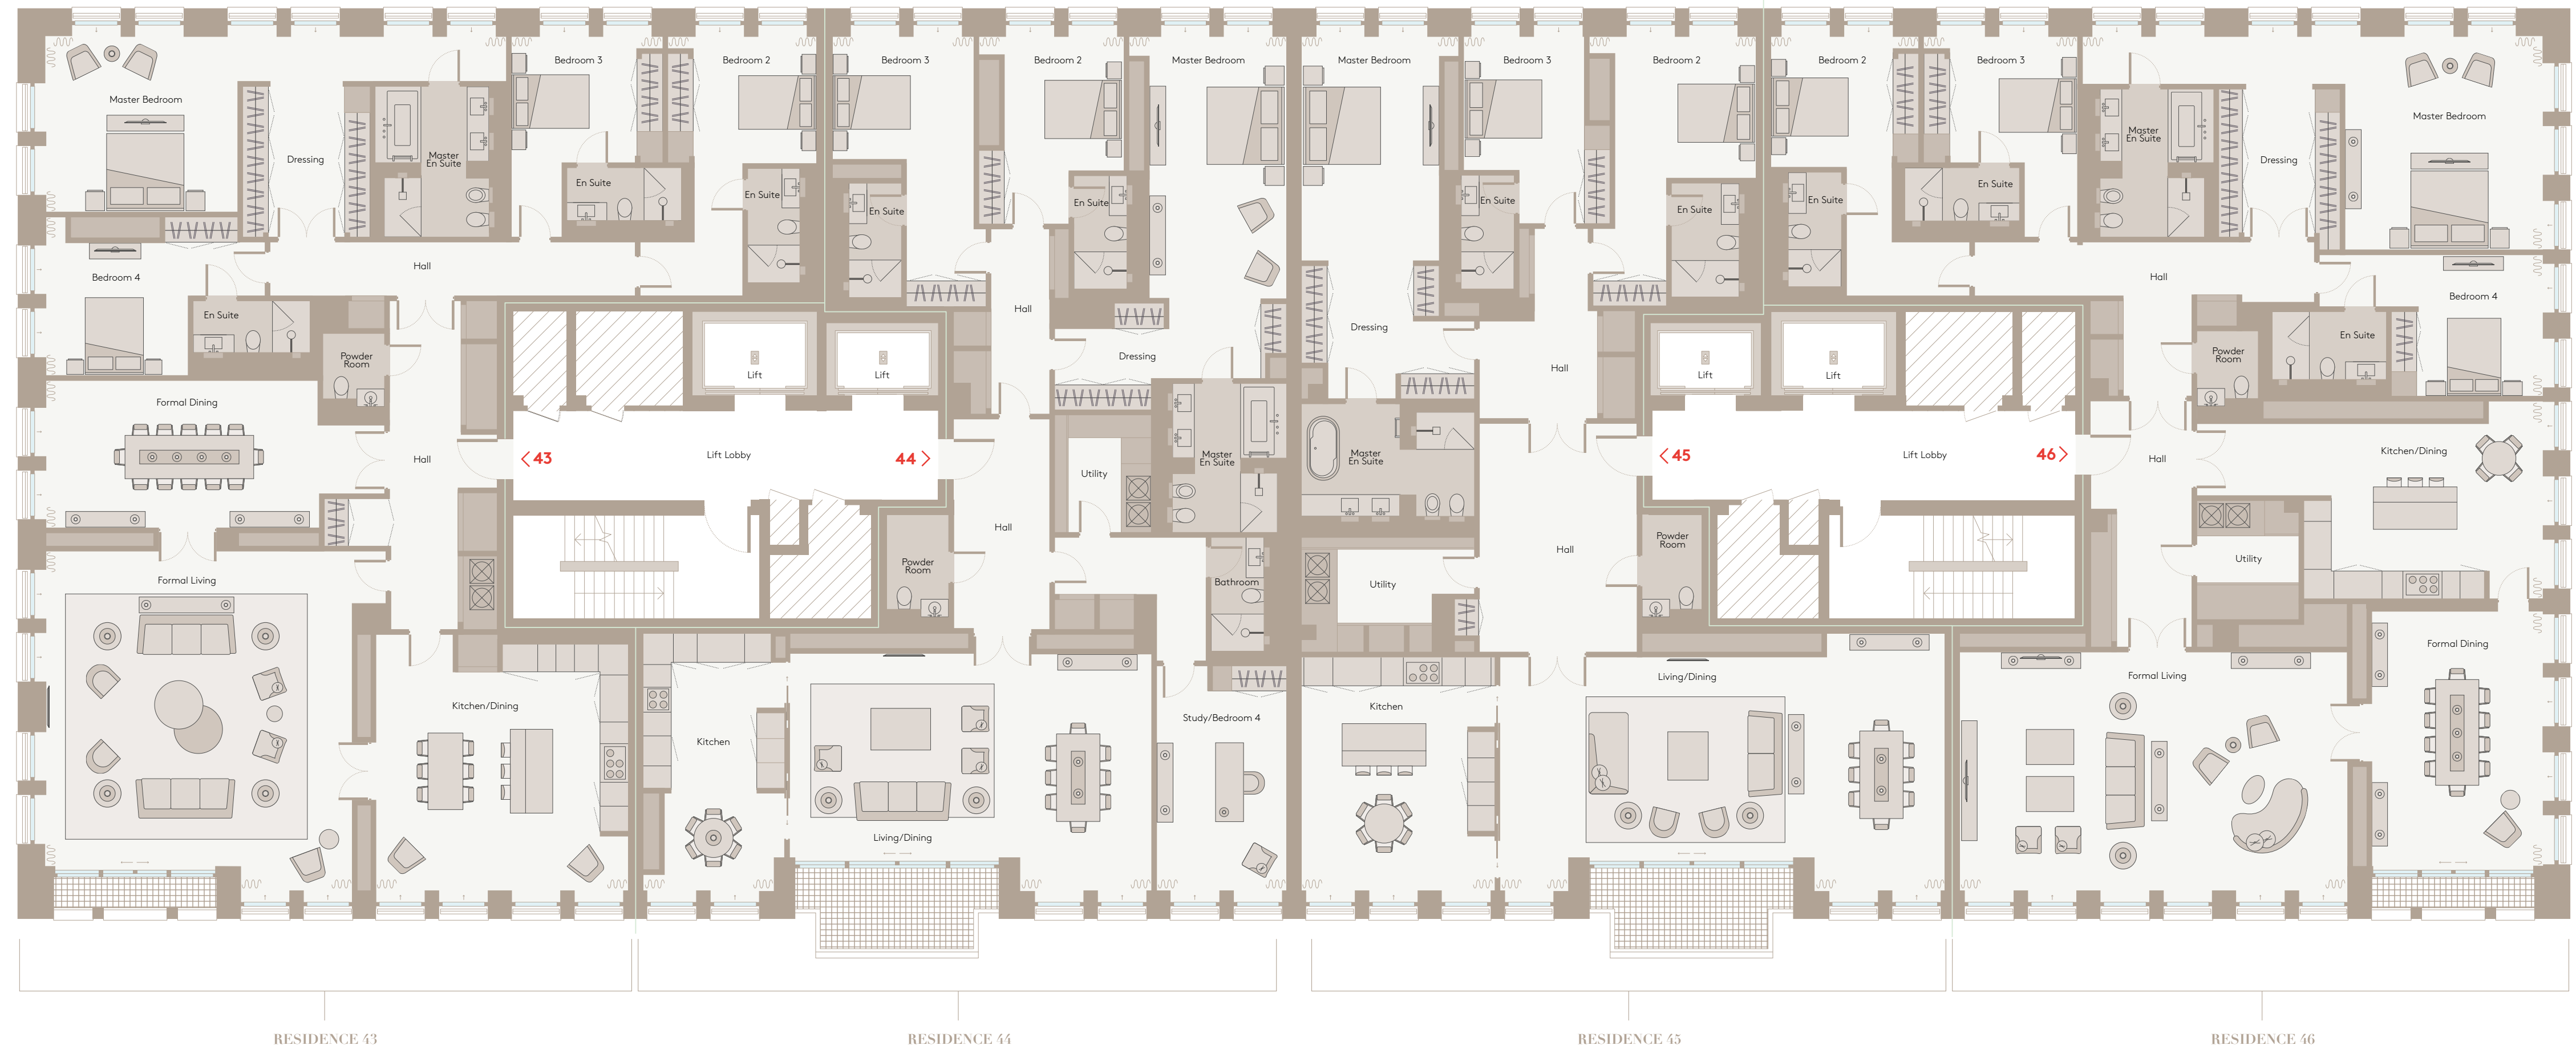 Bedroom 3
Bedroom 2
Bedroom 3
Bedroom 2
Master Bedroom
Master Bedroom
Bedroom 3
Bedroom 2
Bedroom 2
Bedroom 3
Master Bedroom
Master Bedroom
Dressing
Master
En Suite
En Suite
En Suite
En Suite
En Suite
En Suite
En Suite
En Suite
En Suite
Master
En Suite
Dressing
Bedroom 4
Hall
Hall
Bedroom 4
En Suite
Powder
Room
Hall
Dressing
Dressing
Hall
Powder
Room
En Suite
Lift
Lift
Lift
Lift
Formal Dining
Hall
43
Lift Lobby
44
Utility
Master
En Suite
Master
En Suite
45
Lift Lobby
46
Hall
Kitchen/Dining
Hall
Powder
Room
Bathroom
Utility
Hall
Powder
Room
Utility
Formal Living
Formal Dining
Kitchen/Dining
Kitchen
Living/Dining
Study/Bedroom 4
Kitchen
Living/Dining
Formal Living
RESIDENCE 43
RESIDENCE 44
RESIDENCE 45
RESIDENCE 46